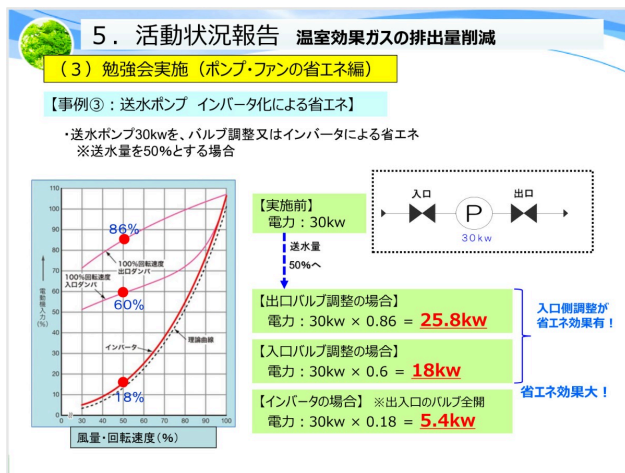 ５．活動状況報告 温室効果ガスの排出量削減
（３）勉強会実施（ポンプ・ファンの省エネ編）
【事例③：送水ポンプ インバータ化による省エネ】
・送水ポンプ30kwを、バルブ調整又はインバータによる省エネ
※送水量を50%とする場合
110
100
90
80
70
60
50
40
30
20
10
0
0 10 20 30 40 50 60 70 80 90 100
電動機入力(%)
86%
100%回転速度
出口ダンパ
100%回転速度
入口ダンパ
60%
インバータ
理論曲線
18%
風量・回転速度(%)
【実施前】
電力：30kw
送水量
50%へ
入口
出口
P
30kw
【出口バルブ調整の場合】
電力：30kw × 0.86 = 25.8kw
【入口バルブ調整の場合】
電力：30kw × 0.6 = 18kw
【インバータの場合】 ※出入口のバルブ全開
電力：30kw × 0.18 = 5.4kw
入口側調整が
省エネ効果有！
省エネ効果大！